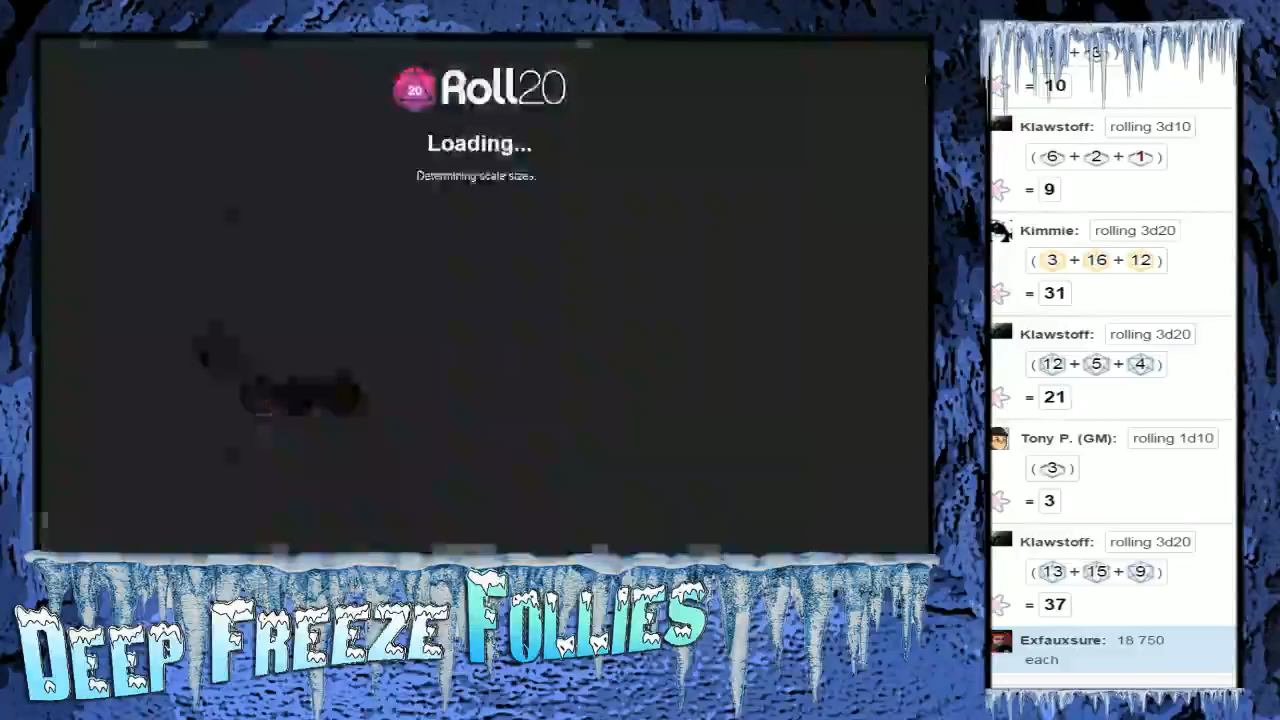 20 Roll20
Loading...
Determining scale sizes.
DEEP FREEZE FOLLIES
= 10
Klawstoff: rolling 3d10
(6+2+1)
= 9
Kimmie: rolling 3d20
(3+16+12)
= 31
Klawstoff: rolling 3d20
(12+5+4)
= 21
Tony P. (GM): rolling 1d10
(3)
= 3
Klawstoff: rolling 3d20
(13+15+9)
= 37
Exfauxsure: 18 750
each